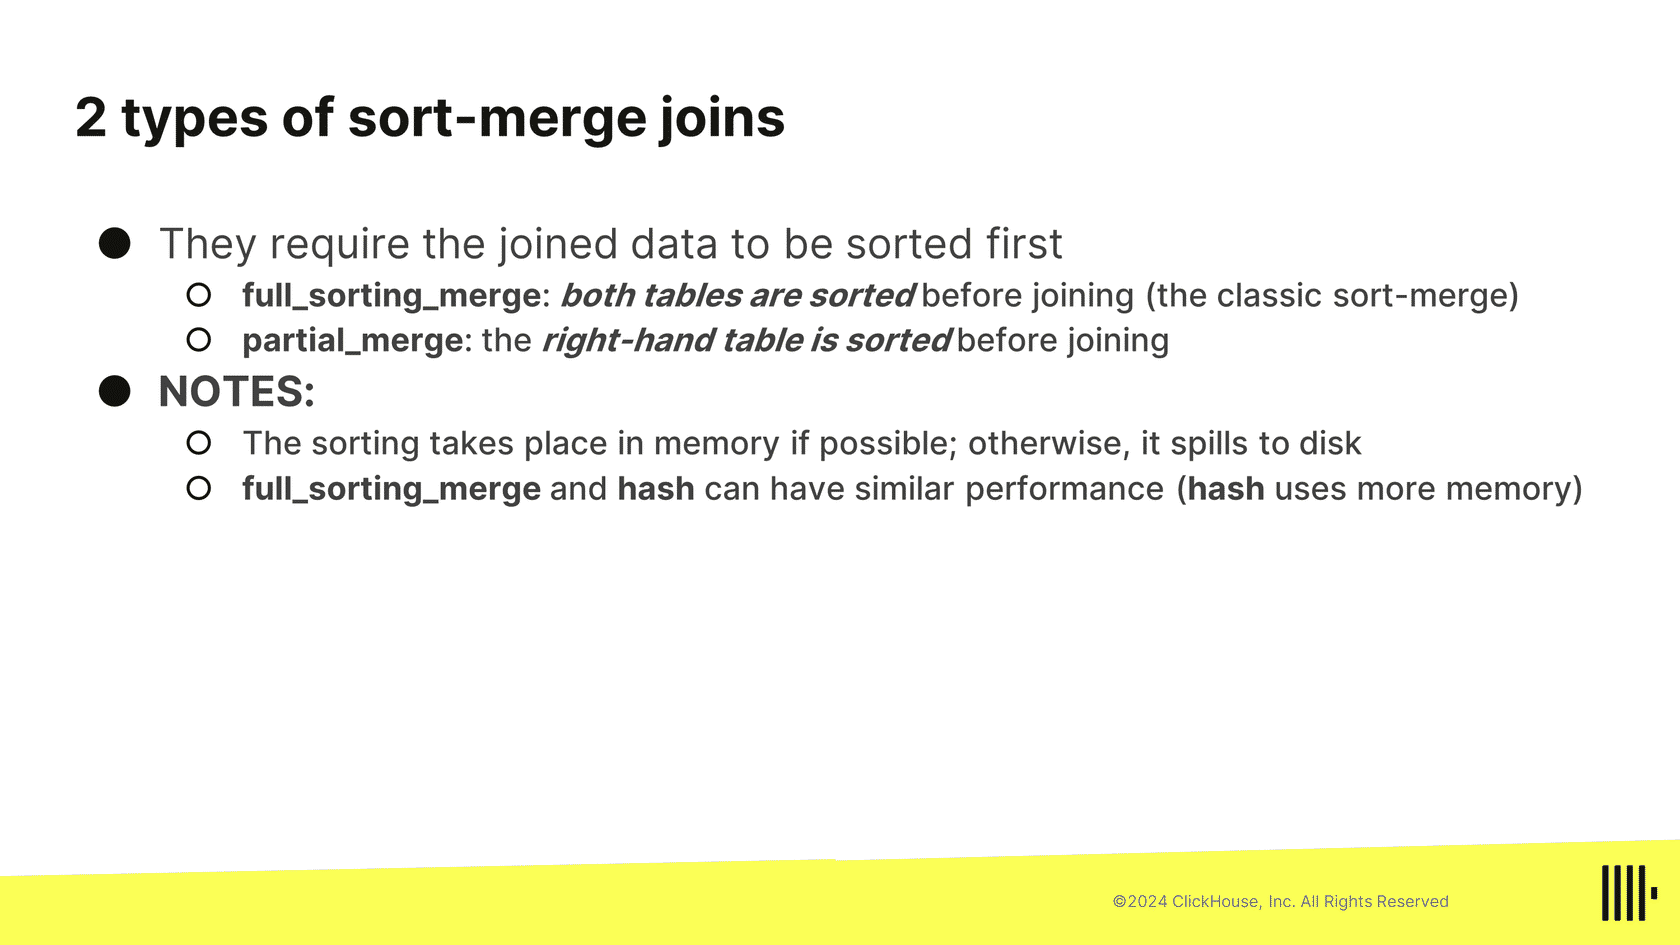 2 types of sort-merge joins
● They require the joined data to be sorted first
○ full_sorting_merge: both tables are sorted before joining (the classic sort-merge)
○ partial_merge: the right-hand table is sorted before joining
● NOTES:
○ The sorting takes place in memory if possible; otherwise, it spills to disk
○ full_sorting_merge and hash can have similar performance (hash uses more memory)
©2024 ClickHouse, Inc. All Rights Reserved